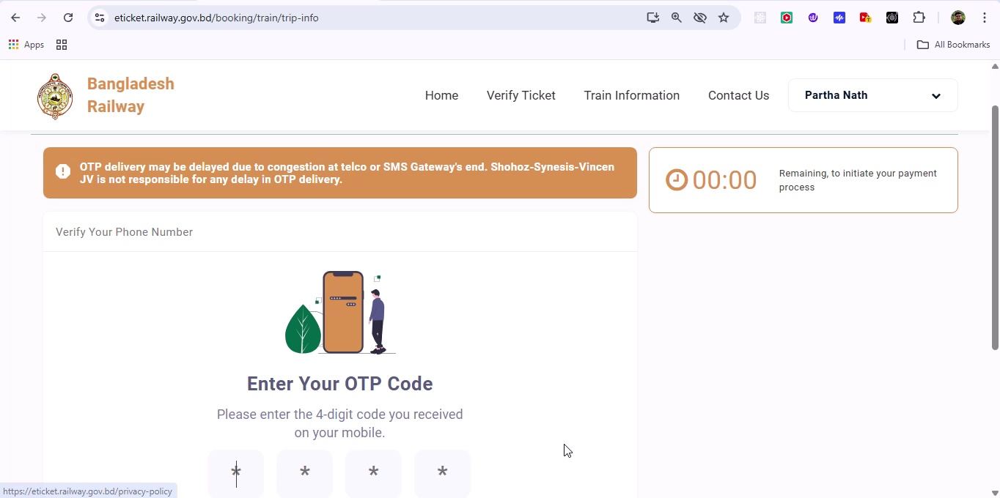 eticket.railway.gov.bd/booking/train/trip-info
Apps
All Bookmarks
Bangladesh
Railway
Home
Verify Ticket
Train Information
Contact Us
Partha Nath
OTP delivery may be delayed due to congestion at telco or SMS Gateway's end. Shohoz-Synesis-Vincen
JV is not responsible for any delay in OTP delivery.
00:00
Remaining, to initiate your payment
process
Verify Your Phone Number
Enter Your OTP Code
Please enter the 4-digit code you received
on your mobile.
* * * *
https://eticket.railway.gov.bd/privacy-policy